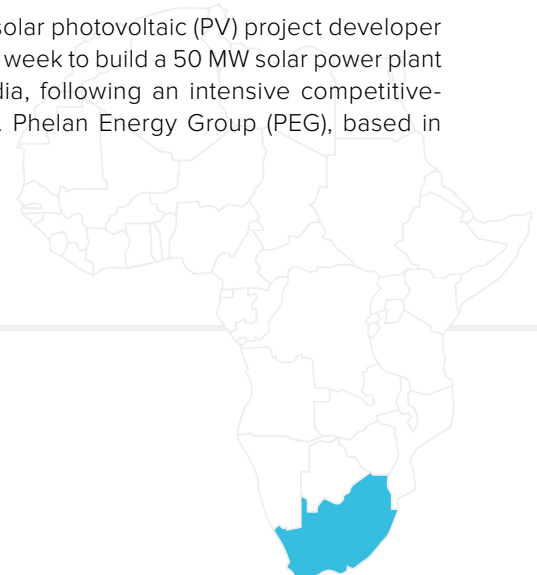 solar photovoltaic (PV) project developer
week to build a 50 MW solar power plant
dia, following an intensive competitive-
. Phelan Energy Group (PEG), based in